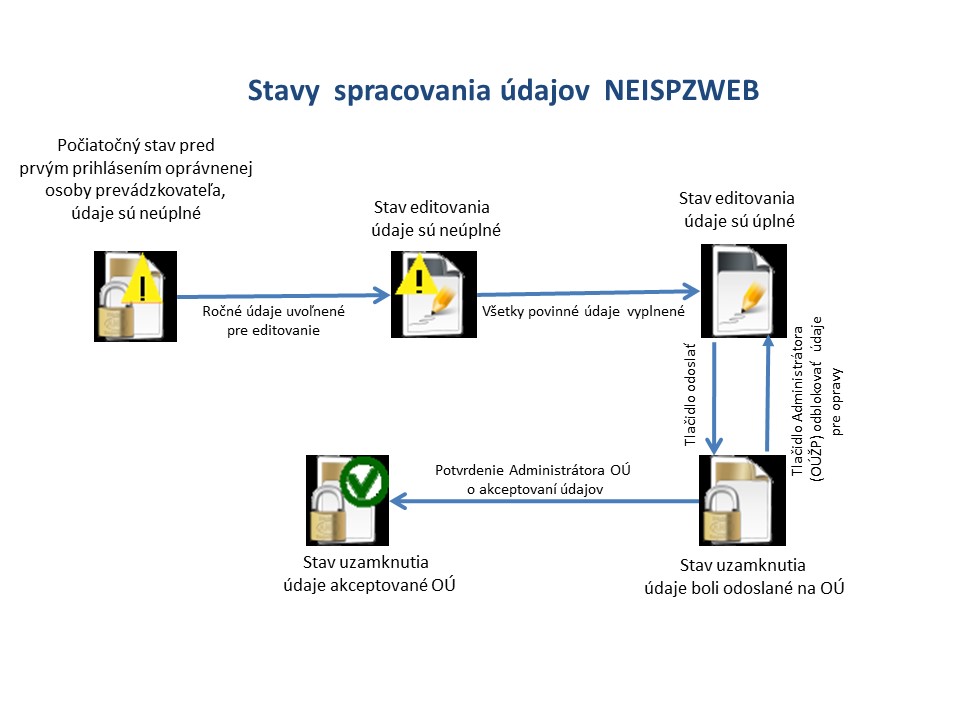 Stavy spracovania údajov NEISPZWEB
Počiatočný stav pred
prvým prihlásením oprávnenej
osoby prevádzkovateľa,
údaje sú neúplné
Stav editovania
údaje sú neúplné
Stav editovania
údaje sú úplné
Ročné údaje uvoľnené
pre editovanie
Všetky povinné údaje vyplnené
Tlačidlo odoslať
Tlačidlo Administrátora
(OÚŽP) odblokovať údaje
pre opravy
Potvrdenie Administrátora OÚ
o akceptovaní údajov
Stav uzamknutia
údaje akceptované OÚ
Stav uzamknutia
údaje boli odoslané na OÚ